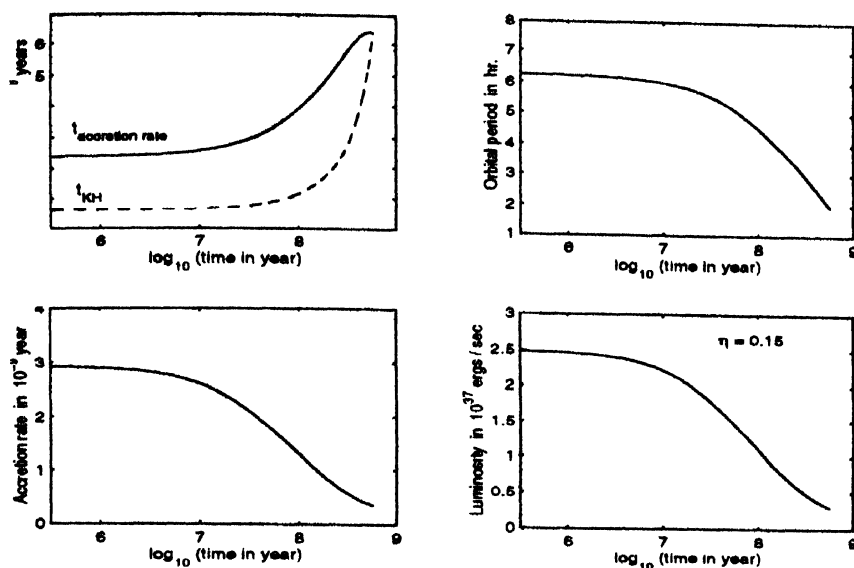 6
5
years
t accretion rate
t KH
6 7 8 9
log10 (time in year)
8
7
6
5
4
3
2
1
Orbital period in hr.
6 7 8 9
log10 (time in year)
3
2
1
0
Accretion rate in 10⁻⁹ year
6 7 8 9
log10 (time in year)
3
2.5
2
1.5
1
0.5
0
Luminosity in 10³⁷ ergs / sec
η = 0.15
6 7 8 9
log10 (time in year)